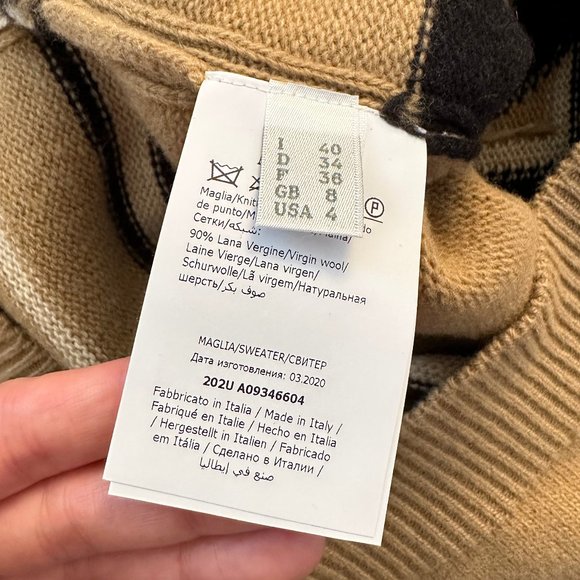 I 40
D 34
F 36
GB 8
USA 4
P
Maglia/Knit
de punto/M
Сетки/شبكة:
90% Lana Vergine/Virgin wool/
Laine Vierge/Lana virgen/
Schurwolle/Lã virgem/Натуральная
шерсть/صوف بكر
MAGLIA/SWEATER/СВИТЕР
Дата изготовления: 03.2020
202U A09346604
Fabbricato in Italia / Made in Italy /
Fabriqué en Italie / Hecho en Italia
/ Hergestellt in Italien / Fabricado
em Itália / Сделано в Италии /
صنع في إيطاليا